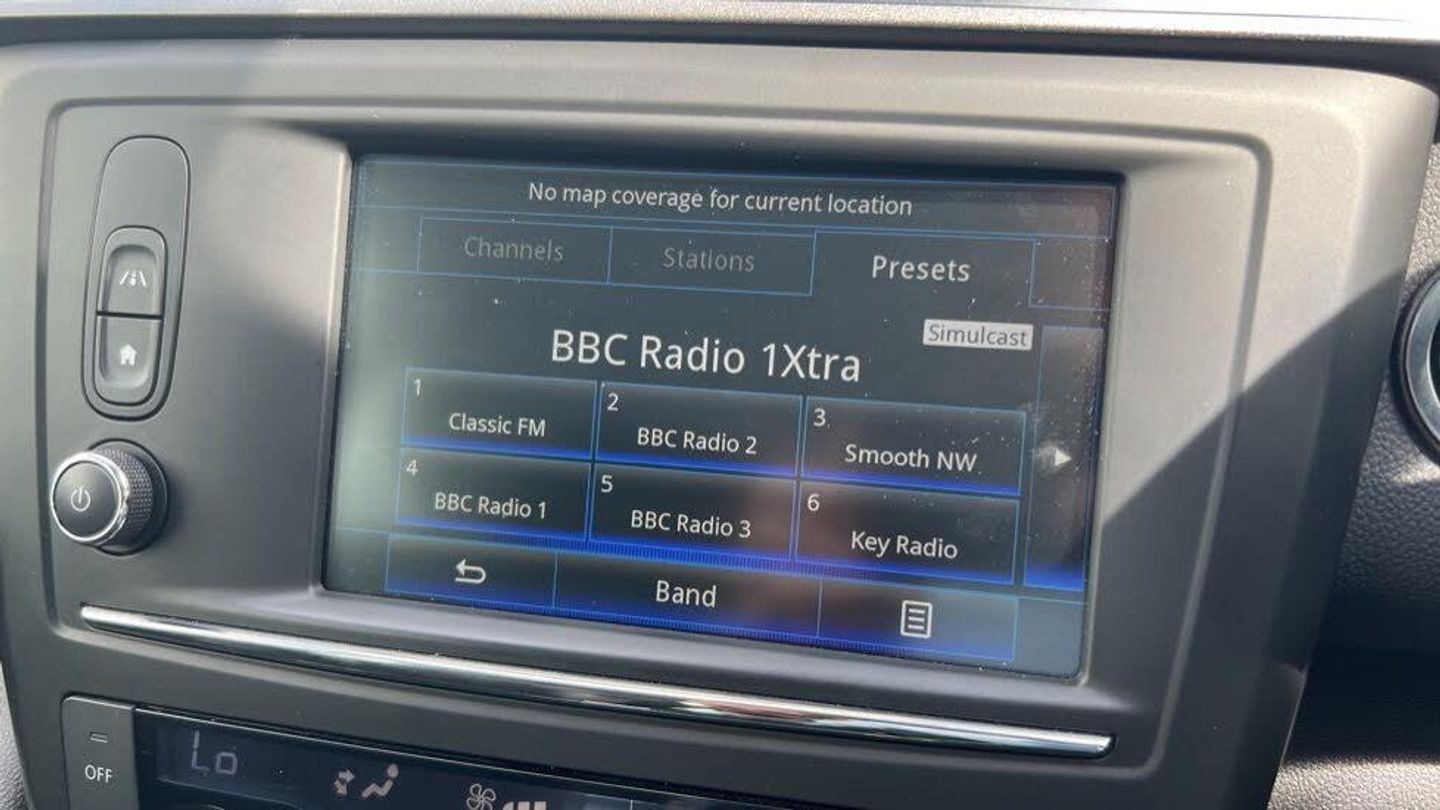 No map coverage for current location
Channels Stations Presets
Simulcast
BBC Radio 1Xtra
1 Classic FM
2 BBC Radio 2
3 Smooth NW
4 BBC Radio 1
5 BBC Radio 3
6 Key Radio
Band
OFF
Lo